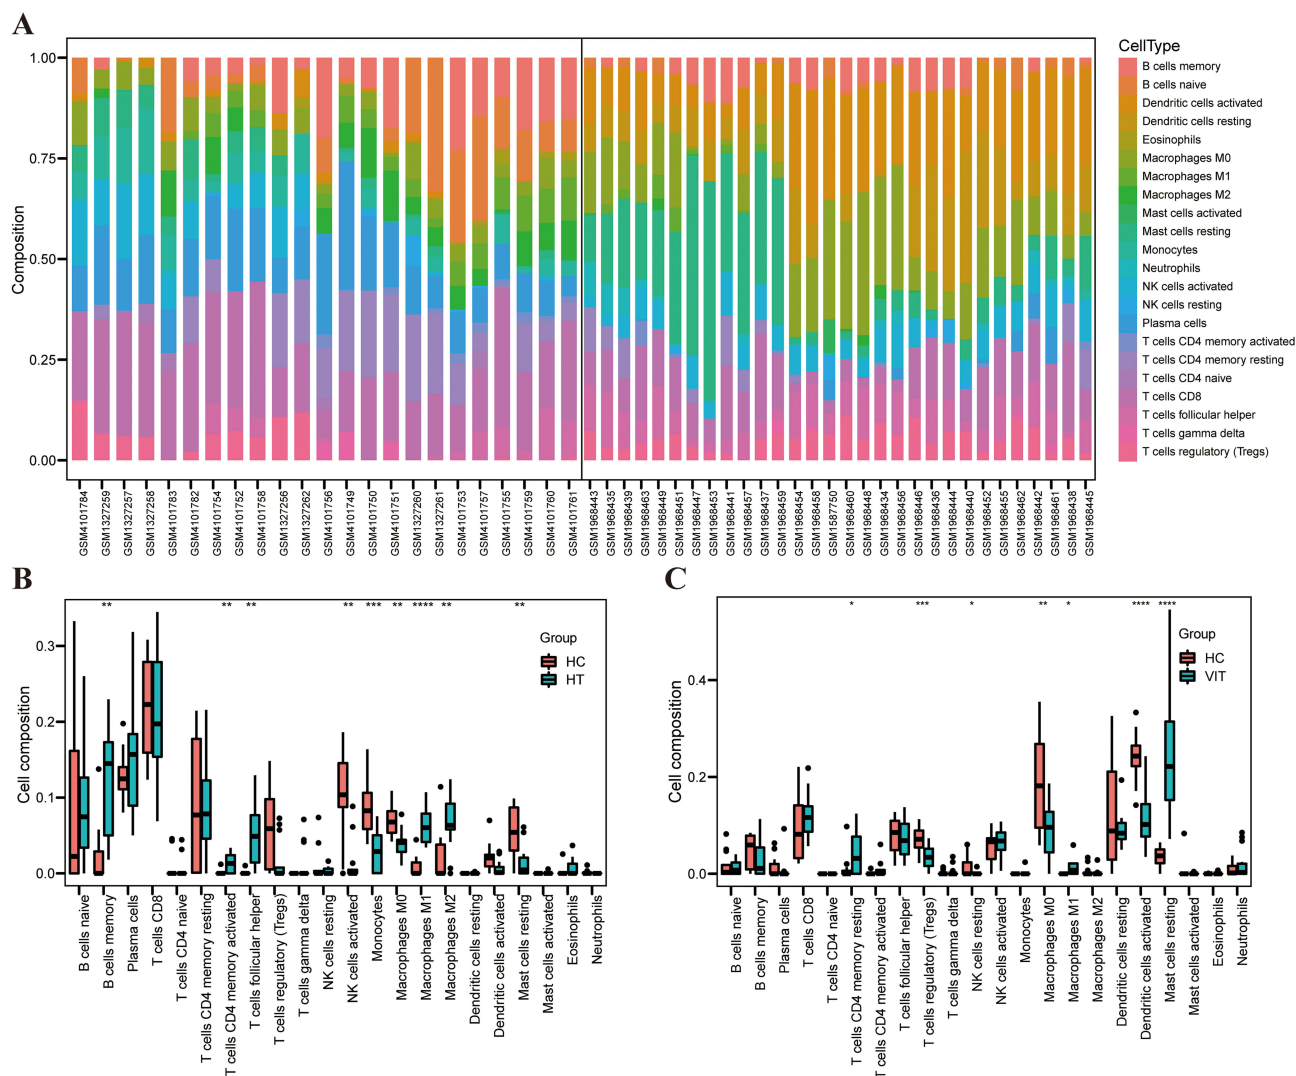 A
CellType
1.00
0.75
0.50
0.25
0.00
Composition
B cells memory
B cells naive
Dendritic cells activated
Dendritic cells resting
Eosinophils
Macrophages M0
Macrophages M1
Macrophages M2
Mast cells activated
Mast cells resting
Monocytes
Neutrophils
NK cells activated
NK cells resting
Plasma cells
T cells CD4 memory activated
T cells CD4 memory resting
T cells CD4 naive
T cells CD8
T cells follicular helper
T cells gamma delta
T cells regulatory (Tregs)
GSM4101784
GSM1327259
GSM1327257
GSM1327258
GSM4101783
GSM4101782
GSM4101754
GSM4101752
GSM4101758
GSM1327256
GSM1327262
GSM4101756
GSM4101749
GSM4101750
GSM4101751
GSM1327260
GSM1327261
GSM4101753
GSM4101757
GSM4101755
GSM4101759
GSM4101760
GSM4101761
GSM1968443
GSM1968435
GSM1968439
GSM1968463
GSM1968449
GSM1968451
GSM1968447
GSM1968453
GSM1968441
GSM1968457
GSM1968437
GSM1968459
GSM1968454
GSM1968458
GSM1587750
GSM1968460
GSM1968448
GSM1968434
GSM1968456
GSM1968446
GSM1968436
GSM1968444
GSM1968440
GSM1968452
GSM1968455
GSM1968462
GSM1968442
GSM1968461
GSM1968438
GSM1968445
B
** ** ** ** *** ** **** ** **
Group
HC
HT
0.3
0.2
0.1
0.0
Cell composition
B cells naive
B cells memory
Plasma cells
T cells CD8
T cells CD4 naive
T cells CD4 memory resting
T cells CD4 memory activated
T cells follicular helper
T cells regulatory (Tregs)
T cells gamma delta
NK cells resting
NK cells activated
Monocytes
Macrophages M0
Macrophages M1
Macrophages M2
Dendritic cells resting
Dendritic cells activated
Mast cells resting
Mast cells activated
Eosinophils
Neutrophils
C
* *** * ** * **** ****
Group
HC
VIT
0.4
0.2
0.0
Cell composition
B cells naive
B cells memory
Plasma cells
T cells CD8
T cells CD4 naive
T cells CD4 memory resting
T cells CD4 memory activated
T cells follicular helper
T cells regulatory (Tregs)
T cells gamma delta
NK cells resting
NK cells activated
Monocytes
Macrophages M0
Macrophages M1
Macrophages M2
Dendritic cells resting
Dendritic cells activated
Mast cells resting
Mast cells activated
Eosinophils
Neutrophils